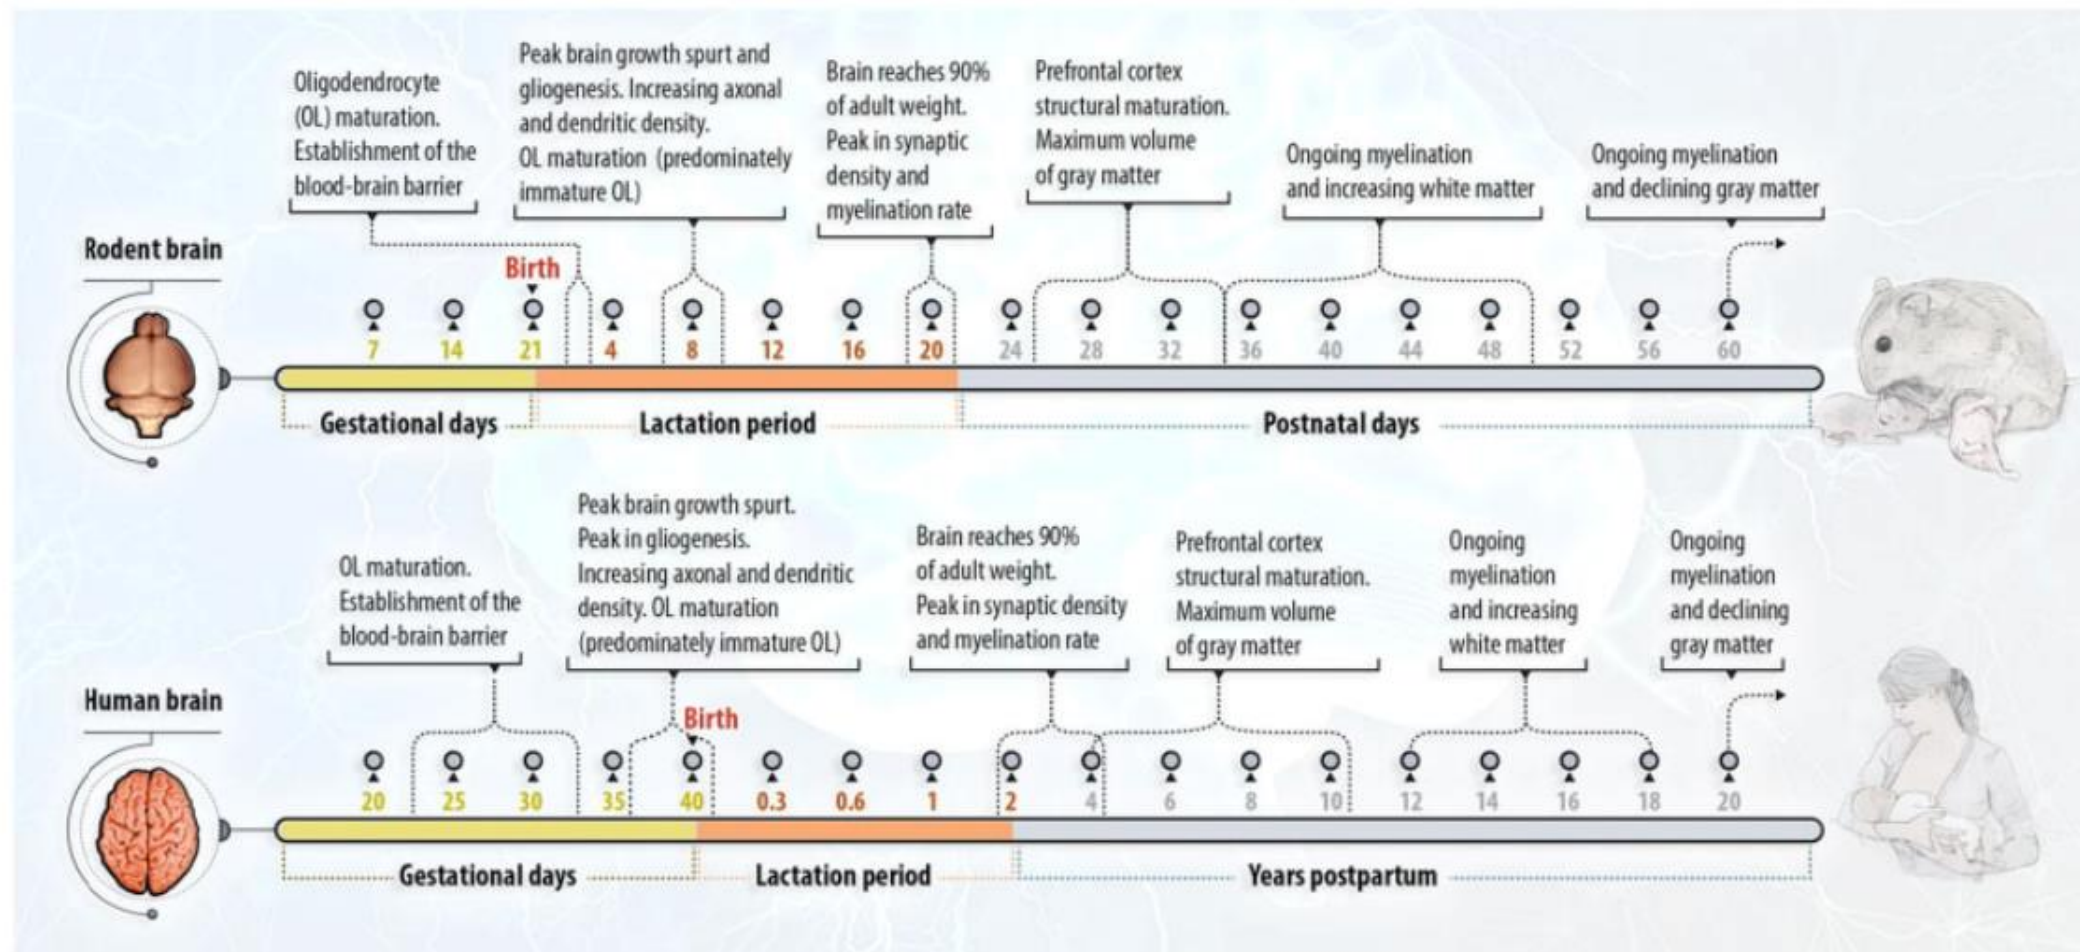 Oligodendrocyte
(OL) maturation.
Establishment of the
blood-brain barrier
Peak brain growth spurt and
gliogenesis. Increasing axonal
and dendritic density.
OL maturation (predominately
immature OL)
Brain reaches 90%
of adult weight.
Peak in synaptic
density and
myelination rate
Prefrontal cortex
structural maturation.
Maximum volume
of gray matter
Ongoing myelination
and increasing white matter
Ongoing myelination
and declining gray matter
Rodent brain
Birth
7 14 21 4 8 12 16 20 24 28 32 36 40 44 48 52 56 60
Gestational days Lactation period Postnatal days
OL maturation.
Establishment of the
blood-brain barrier
Peak brain growth spurt.
Peak in gliogenesis.
Increasing axonal and dendritic
density. OL maturation
(predominately immature OL)
Brain reaches 90%
of adult weight.
Peak in synaptic density
and myelination rate
Prefrontal cortex
structural maturation.
Maximum volume
of gray matter
Ongoing
myelination
and increasing
white matter
Ongoing
myelination
and declining
gray matter
Human brain
Birth
20 25 30 35 40 0.3 0.6 1 2 4 6 8 10 12 14 16 18 20
Gestational days Lactation period Years postpartum